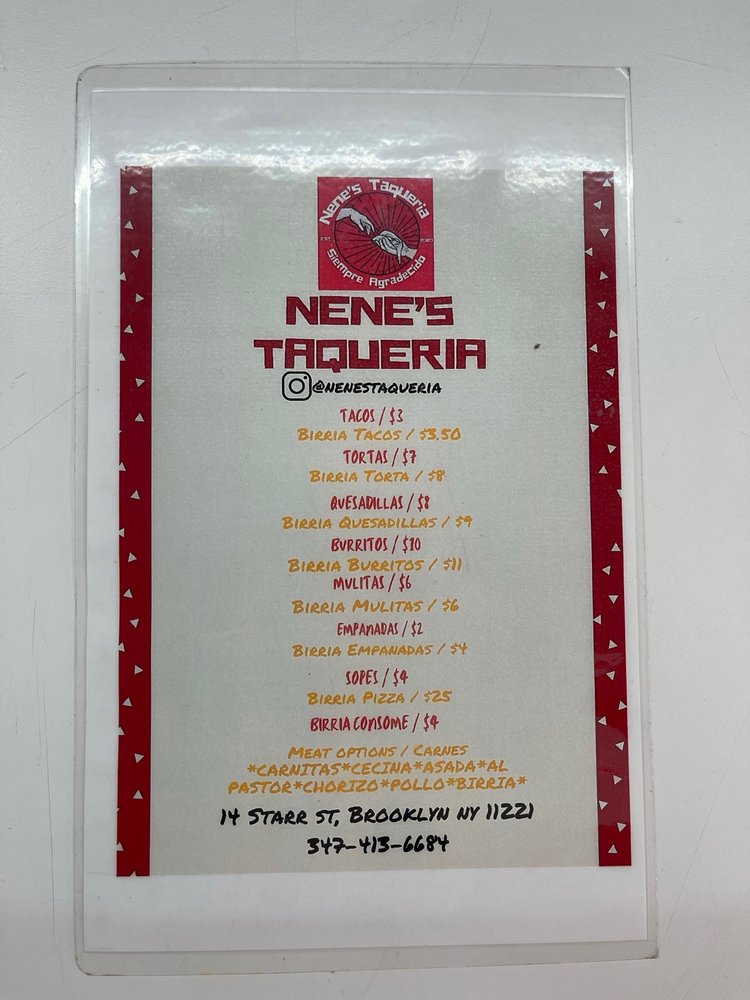 Nene's Taqueria
EST
Siempre Agradecido
NENE'S
TAQUERIA
@NENESTAQUERIA
TACOS / $3
BIRRIA TACOS / $3.50
TORTAS / $7
BIRRIA TORTA / $8
QUESADILLAS / $8
BIRRIA QUESADILLAS / $9
BURRITOS / $10
BIRRIA BURRITOS / $11
MULITAS / $6
BIRRIA MULITAS / $6
EMPANADAS / $2
BIRRIA EMPANADAS / $4
SOPES / $4
BIRRIA PIZZA / $25
BIRRIA CONSOME / $4
MEAT OPTIONS / CARNES
*CARNITAS*CECINA*ASADA*AL
PASTOR*CHORIZO*POLLO*BIRRIA*
14 STARR ST, BROOKLYN NY 11221
347-413-6684